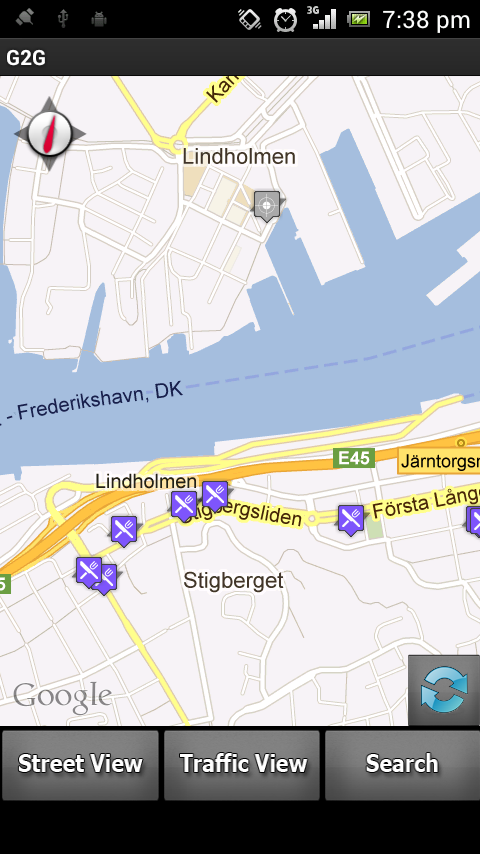 3G
7:38 pm
G2G
Kar
Lindholmen
- Frederikshavn, DK
E45
Järntorgsm
Lindholmen
Stigbergsliden
Första Lång
Stigberget
5
Google
Street View
Traffic View
Search